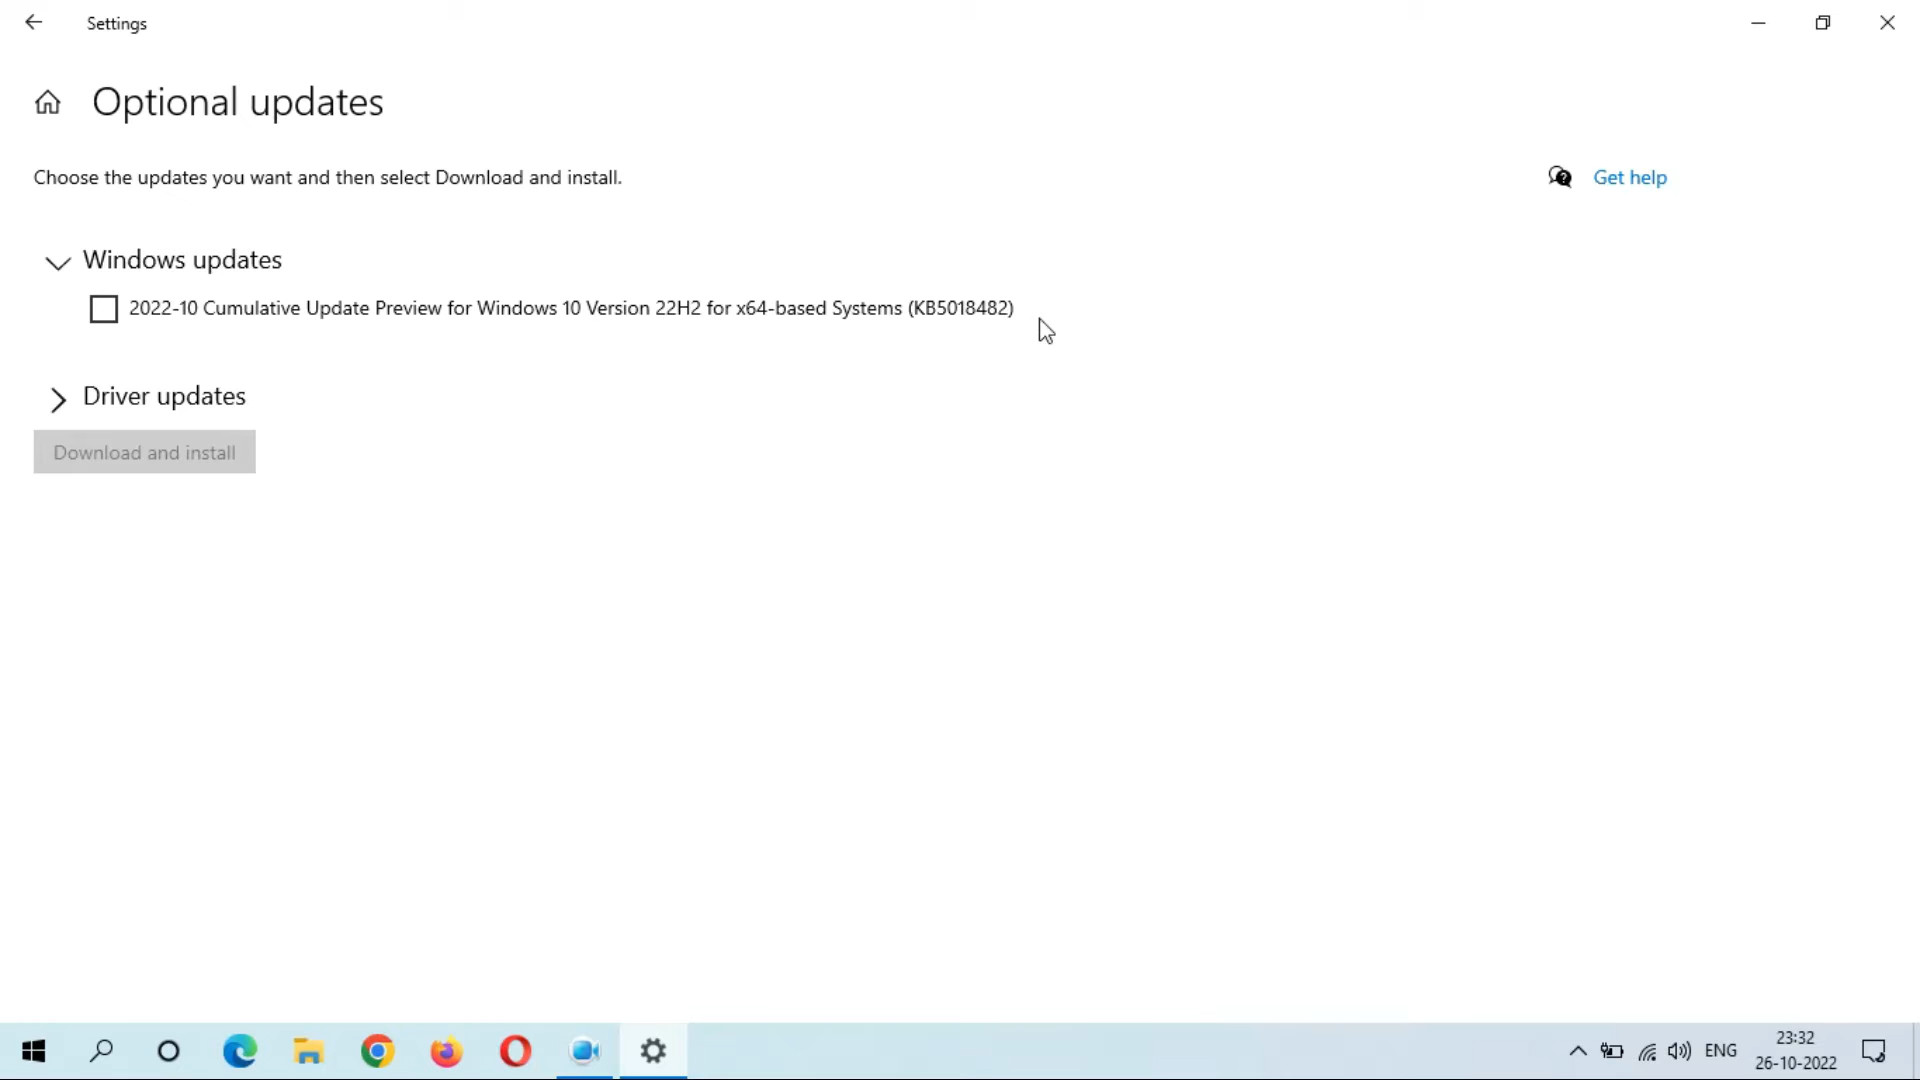 Settings
Optional updates
Choose the updates you want and then select Download and install.
Get help
Windows updates
2022-10 Cumulative Update Preview for Windows 10 Version 22H2 for x64-based Systems (KB5018482)
Driver updates
Download and install
ENG
23:32
26-10-2022